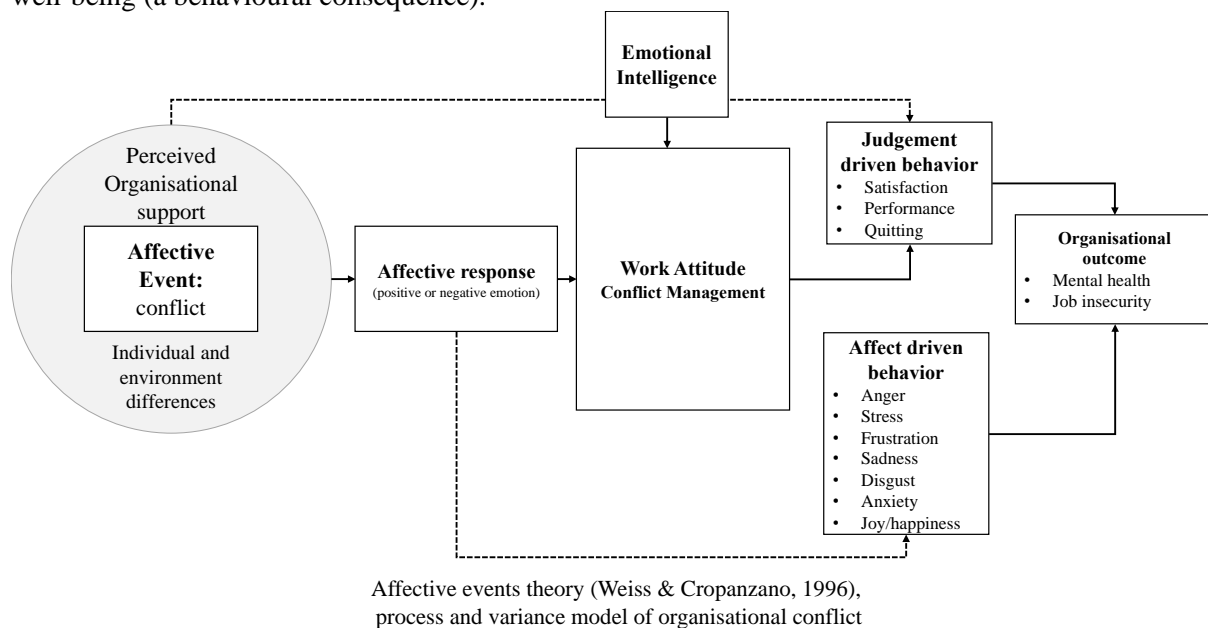 well-being (a behavioural consequence).
Emotional
Intelligence
Perceived
Organisational
support
Affective
Event:
conflict
Individual and
environment
differences
Affective response
(positive or negative emotion)
Work Attitude
Conflict Management
Judgement
driven behavior
• Satisfaction
• Performance
• Quitting
Affect driven
behavior
• Anger
• Stress
• Frustration
• Sadness
• Disgust
• Anxiety
• Joy/happiness
Organisational
outcome
• Mental health
• Job insecurity
Affective events theory (Weiss & Cropanzano, 1996),
process and variance model of organisational conflict